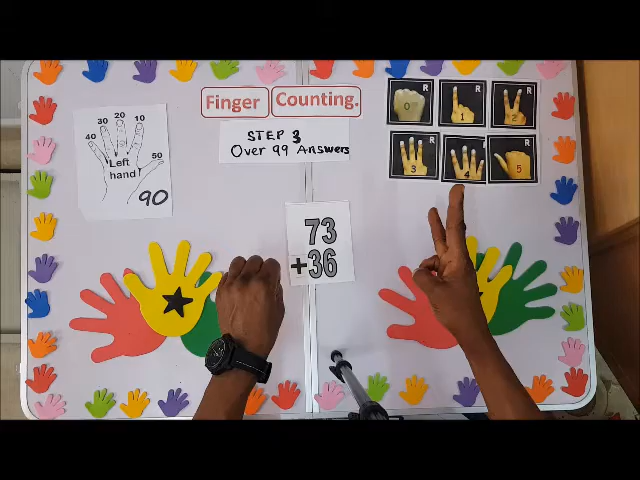 Finger Counting.
STEP 3
Over 99 Answers
40 30 20 10
50
Left
hand
90
R R R
0 1 2
R R R
3 4 5
73
+36